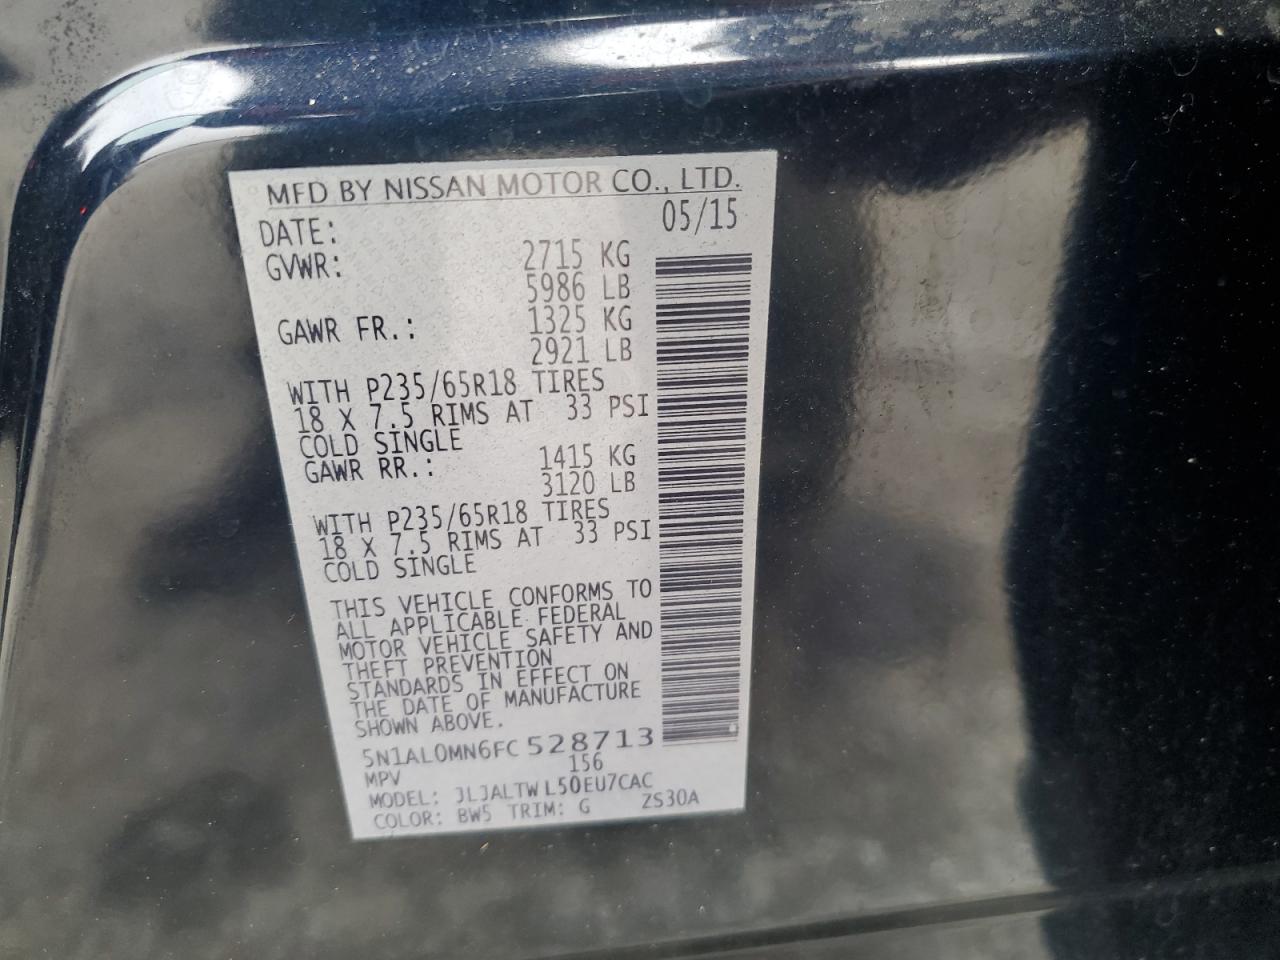 MFD BY NISSAN MOTOR CO., LTD.
DATE: 05/15
GVWR: 2715 KG
5986 LB
GAWR FR.: 1325 KG
2921 LB
WITH P235/65R18 TIRES
18 X 7.5 RIMS AT 33 PSI
COLD SINGLE
GAWR RR.: 1415 KG
3120 LB
WITH P235/65R18 TIRES
18 X 7.5 RIMS AT 33 PSI
COLD SINGLE
THIS VEHICLE CONFORMS TO
ALL APPLICABLE FEDERAL
MOTOR VEHICLE SAFETY AND
THEFT PREVENTION
STANDARDS IN EFFECT ON
THE DATE OF MANUFACTURE
SHOWN ABOVE.
5N1AL0MN6FC528713
MPV 156
MODEL: JLJALTWL50EU7CAC
COLOR: BW5 TRIM: G ZS30A